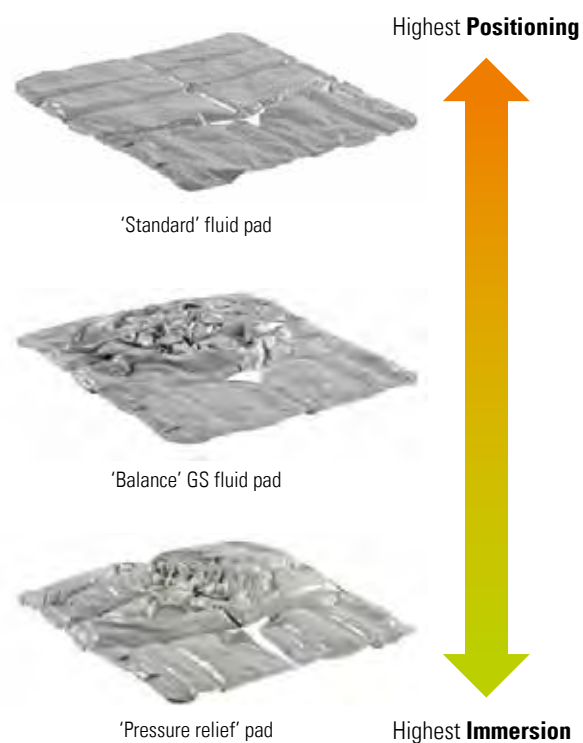 Highest Positioning
‘Standard’ fluid pad
‘Balance’ GS fluid pad
‘Pressure relief’ pad
Highest Immersion